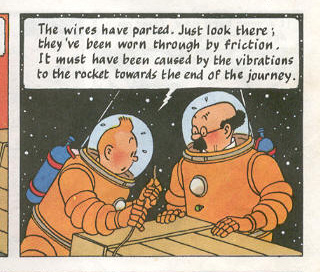 The wires have parted. Just look there;
they've been worn through by friction.
It must have been caused by the vibrations
to the rocket towards the end of the journey.